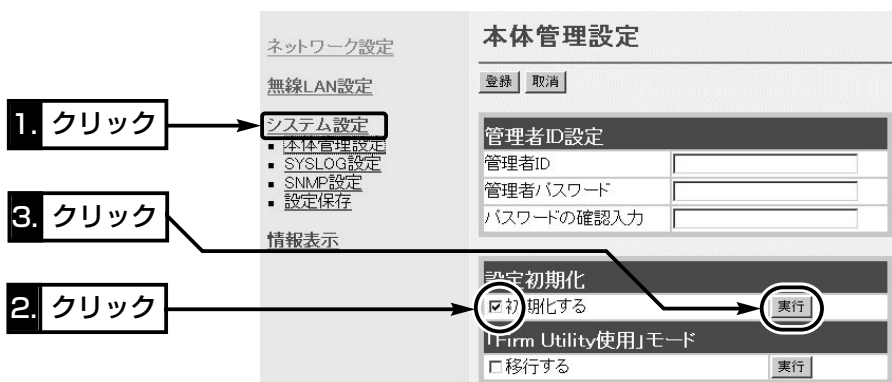 1. クリック
3. クリック
2. クリック
ネットワーク設定
無線LAN設定
システム設定
▪ 本体管理設定
▪ SYSLOG設定
▪ SNMP設定
▪ 設定保存
情報表示
本体管理設定
登録 取消
管理者ID設定
管理者ID
管理者パスワード
パスワードの確認入力
設定初期化
初期化する 実行
「Firm Utility使用」モード
移行する 実行